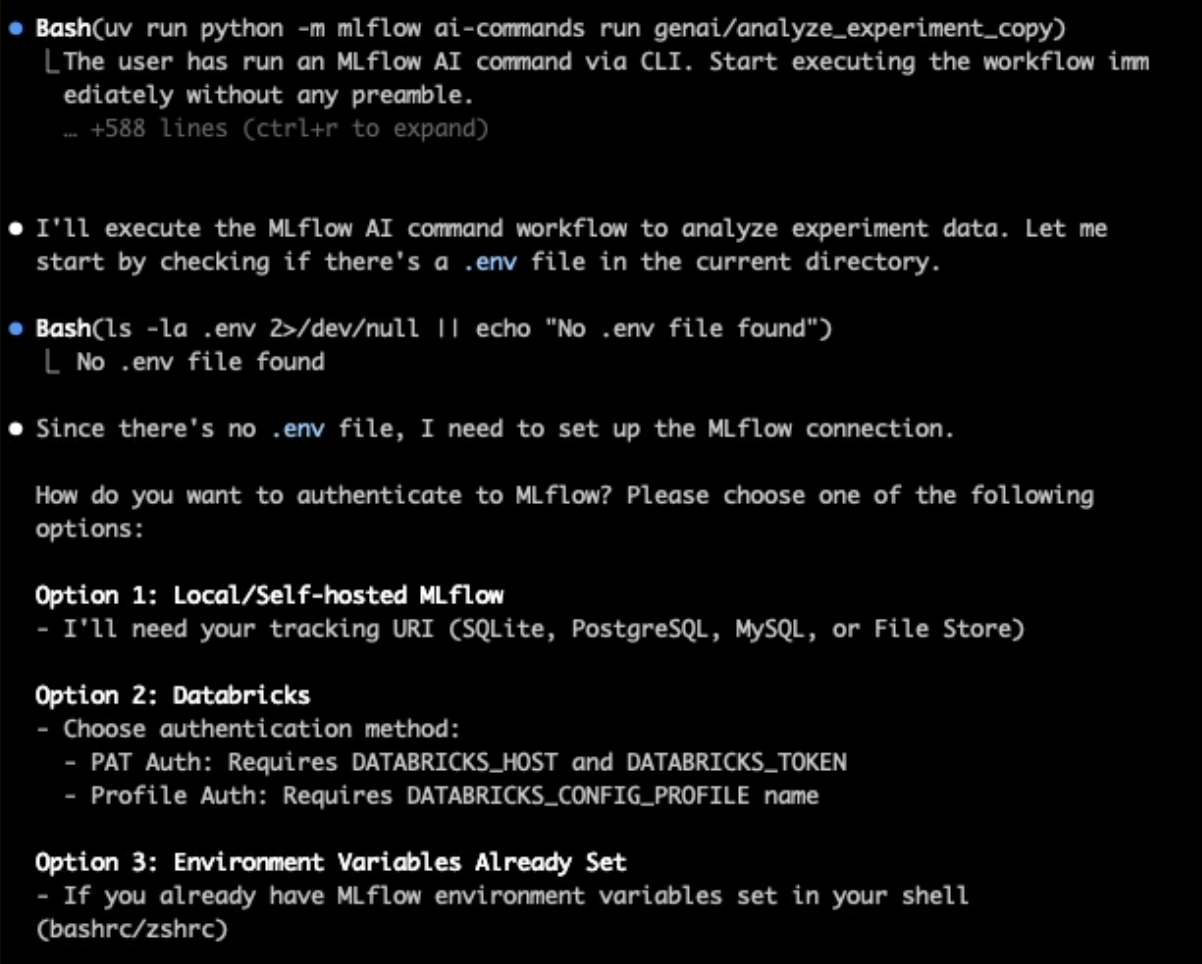 ● Bash(uv run python -m mlflow ai-commands run genai/analyze_experiment_copy)
⎿ The user has run an MLflow AI command via CLI. Start executing the workflow imm
ediately without any preamble.
… +588 lines (ctrl+r to expand)
● I'll execute the MLflow AI command workflow to analyze experiment data. Let me
start by checking if there's a .env file in the current directory.
● Bash(ls -la .env 2>/dev/null || echo "No .env file found")
⎿ No .env file found
● Since there's no .env file, I need to set up the MLflow connection.
How do you want to authenticate to MLflow? Please choose one of the following
options:
Option 1: Local/Self-hosted MLflow
- I'll need your tracking URI (SQLite, PostgreSQL, MySQL, or File Store)
Option 2: Databricks
- Choose authentication method:
- PAT Auth: Requires DATABRICKS_HOST and DATABRICKS_TOKEN
- Profile Auth: Requires DATABRICKS_CONFIG_PROFILE name
Option 3: Environment Variables Already Set
- If you already have MLflow environment variables set in your shell
(bashrc/zshrc)